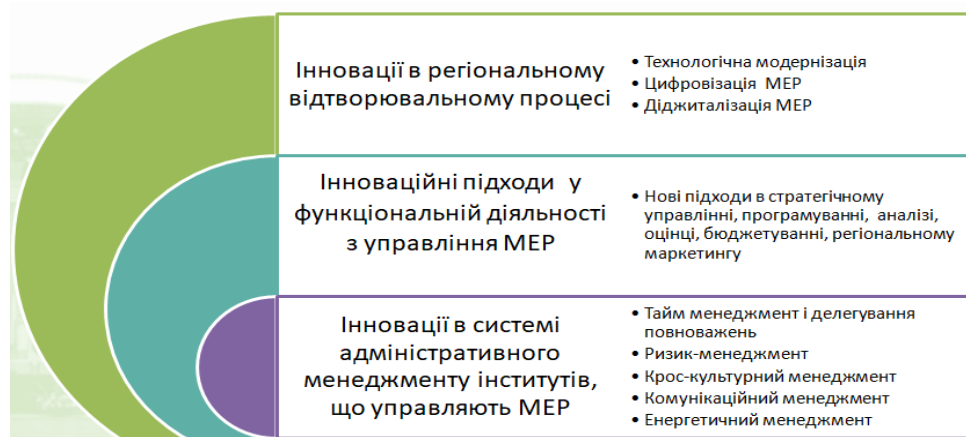 Інновації в регіональному
відтворювальному процесі
• Технологічна модернізація
• Цифровізація МЕР
• Діджиталізація МЕР
Інноваційні підходи у
функціональній діяльності
з управління МЕР
• Нові підходи в стратегічному
управлінні, програмуванні, аналізі,
оцінці, бюджетуванні, регіональному
маркетингу
Інновації в системі
адміністративного
менеджменту інститутів,
що управляють МЕР
• Тайм менеджмент і делегування
повноважень
• Ризик-менеджмент
• Крос-культурний менеджмент
• Комунікаційний менеджмент
• Енергетичний менеджмент